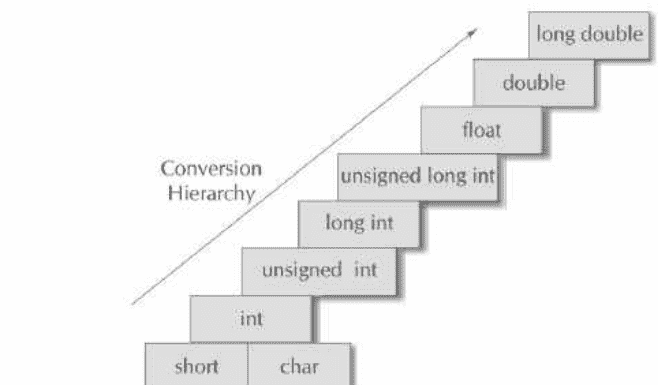 long double
double
float
Conversion
Hierarchy
unsigned long int
long int
unsigned int
int
short
char